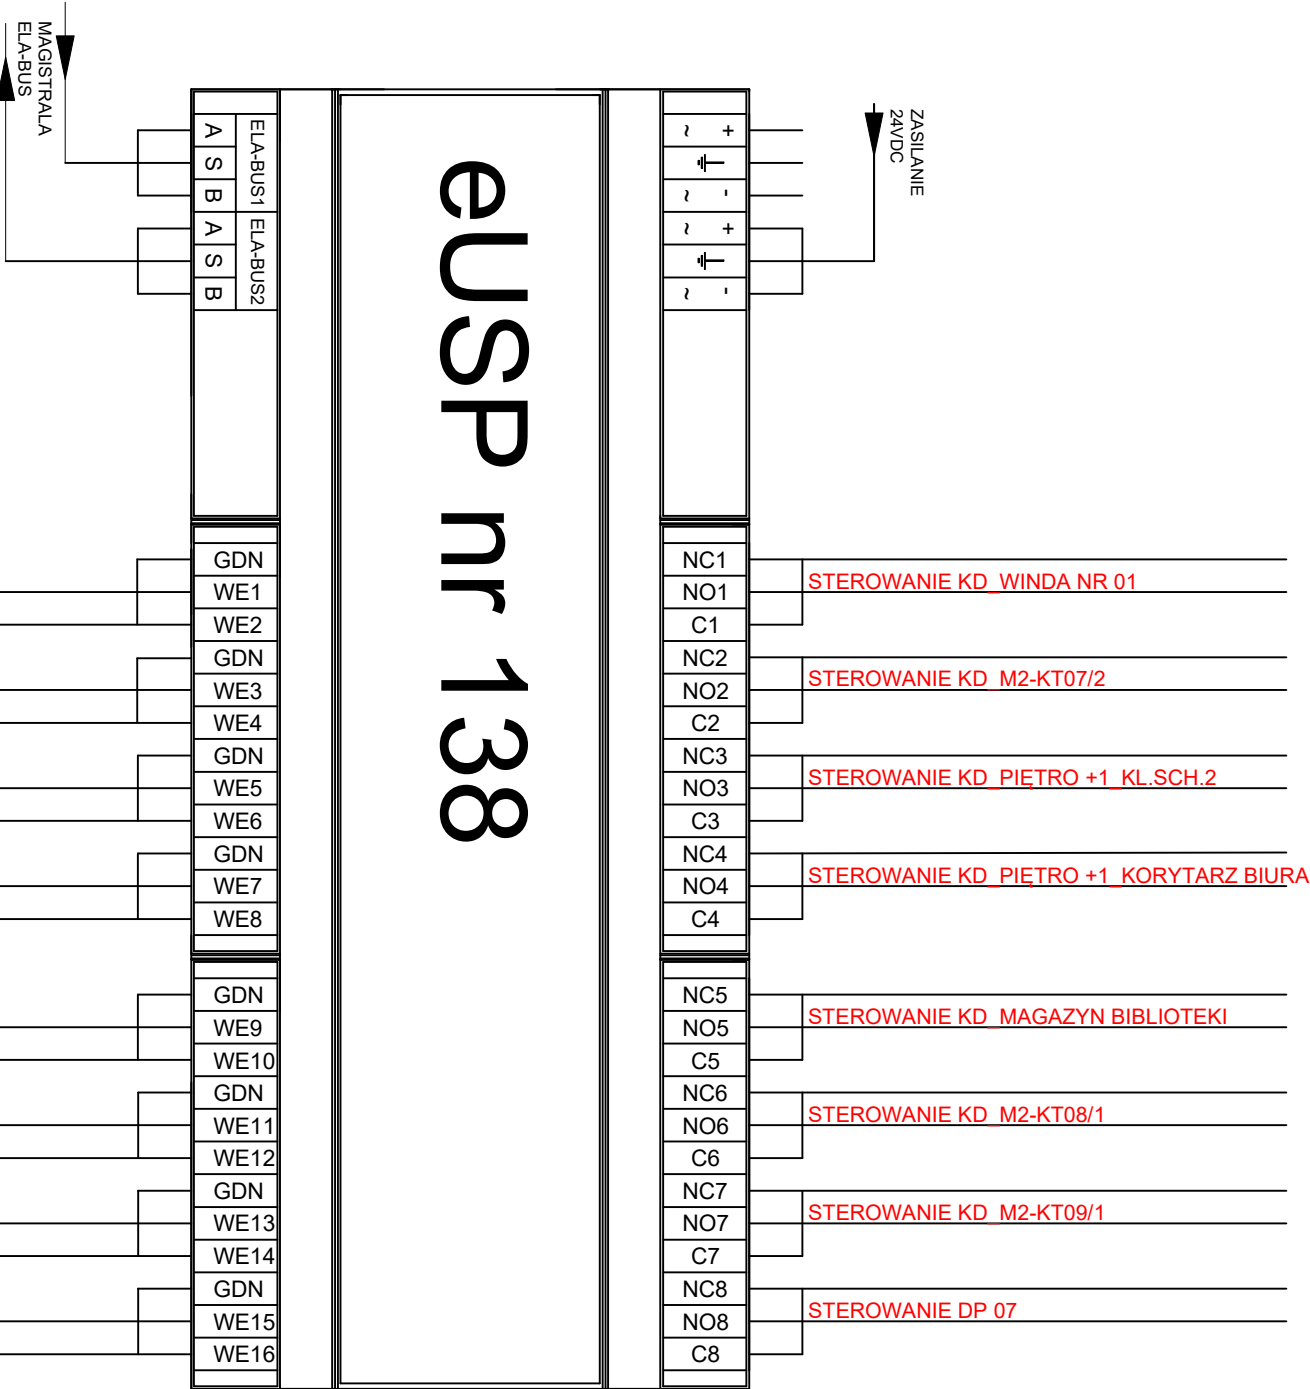 MAGISTRALA
ELA-BUS
A
S
B
ELA-BUS1
A
S
B
ELA-BUS2
GDN
WE1
WE2
GDN
WE3
WE4
GDN
WE5
WE6
GDN
WE7
WE8
GDN
WE9
WE10
GDN
WE11
WE12
GDN
WE13
WE14
GDN
WE15
WE16
eUSP nr 138
~ +
~ -
~ +
~ -
ZASILANIE
24VDC
NC1
NO1
C1
STEROWANIE KD_WINDA NR 01
NC2
NO2
C2
STEROWANIE KD_M2-KT07/2
NC3
NO3
C3
STEROWANIE KD_PIĘTRO +1_KL.SCH.2
NC4
NO4
C4
STEROWANIE KD_PIĘTRO +1_KORYTARZ BIURA
NC5
NO5
C5
STEROWANIE KD_MAGAZYN BIBLIOTEKI
NC6
NO6
C6
STEROWANIE KD_M2-KT08/1
NC7
NO7
C7
STEROWANIE KD_M2-KT09/1
NC8
NO8
C8
STEROWANIE DP 07